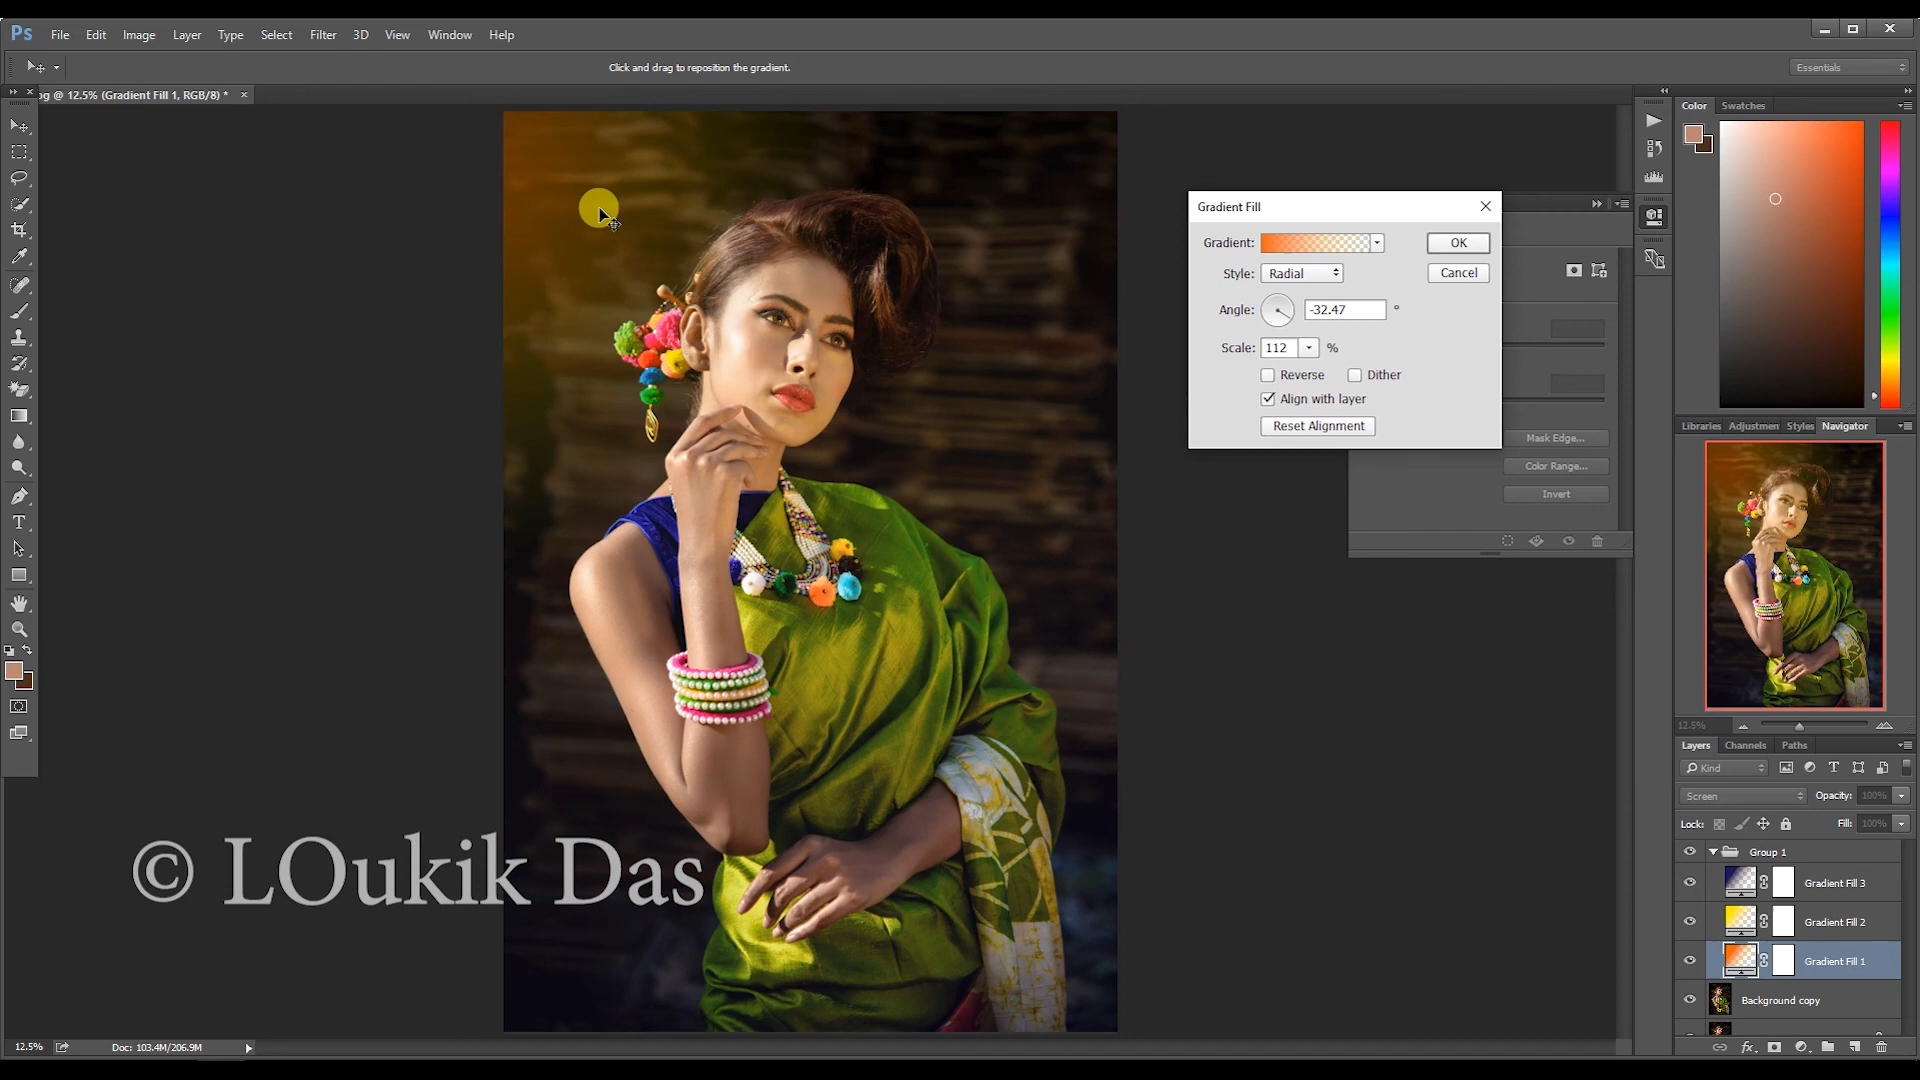 Ps File Edit Image Layer Type Select Filter 3D View Window Help
Click and drag to reposition the gradient.
Essentials
og @ 12.5% (Gradient Fill 1, RGB/8) *
Color Swatches
Gradient Fill
Gradient:
OK
Style: Radial
Cancel
Angle: -32.47 °
Scale: 112 %
Reverse Dither
Align with layer
Reset Alignment
Mask Edge...
Color Range...
Invert
Libraries Adjustmen Styles Navigator
12.5%
Layers Channels Paths
Kind
Screen Opacity: 100%
Lock: Fill: 100%
Group 1
Gradient Fill 3
Gradient Fill 2
Gradient Fill 1
Background copy
© LOukik Das
12.5% Doc: 103.4M/206.9M